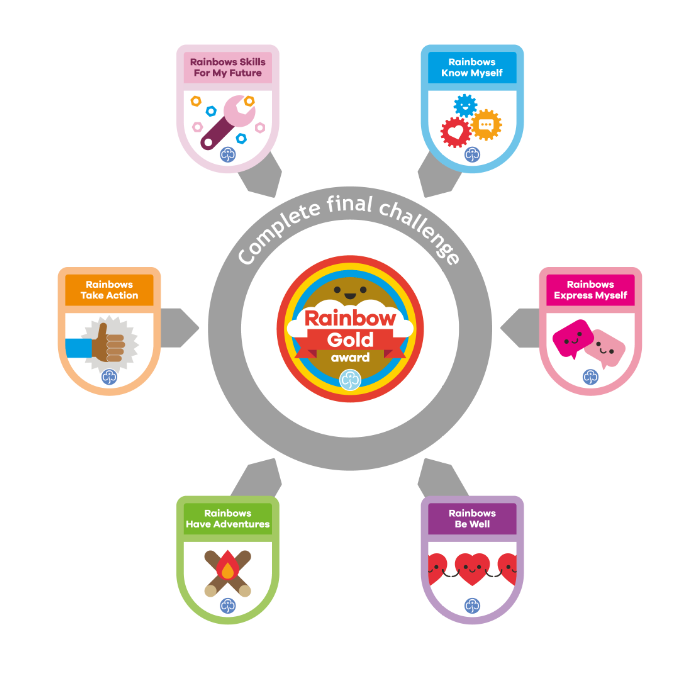 Rainbows Skills
For My Future
Rainbows
Know Myself
Complete final challenge
Rainbows
Take Action
Rainbow
Gold
award
Rainbows
Express Myself
Rainbows
Have Adventures
Rainbows
Be Well